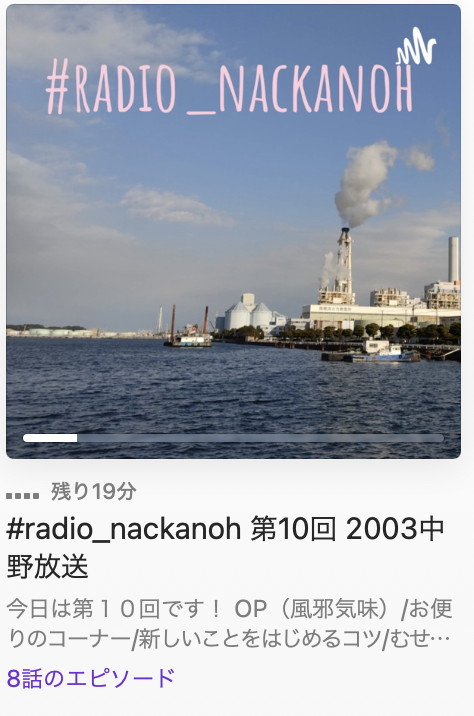 #RADIO_NACKANOH
残り19分
#radio_nackanoh 第10回 2003中
野放送
今日は第１０回です！ OP（風邪気味）/お便
りのコーナー/新しいことをはじめるコツ/むせ…
8話のエピソード